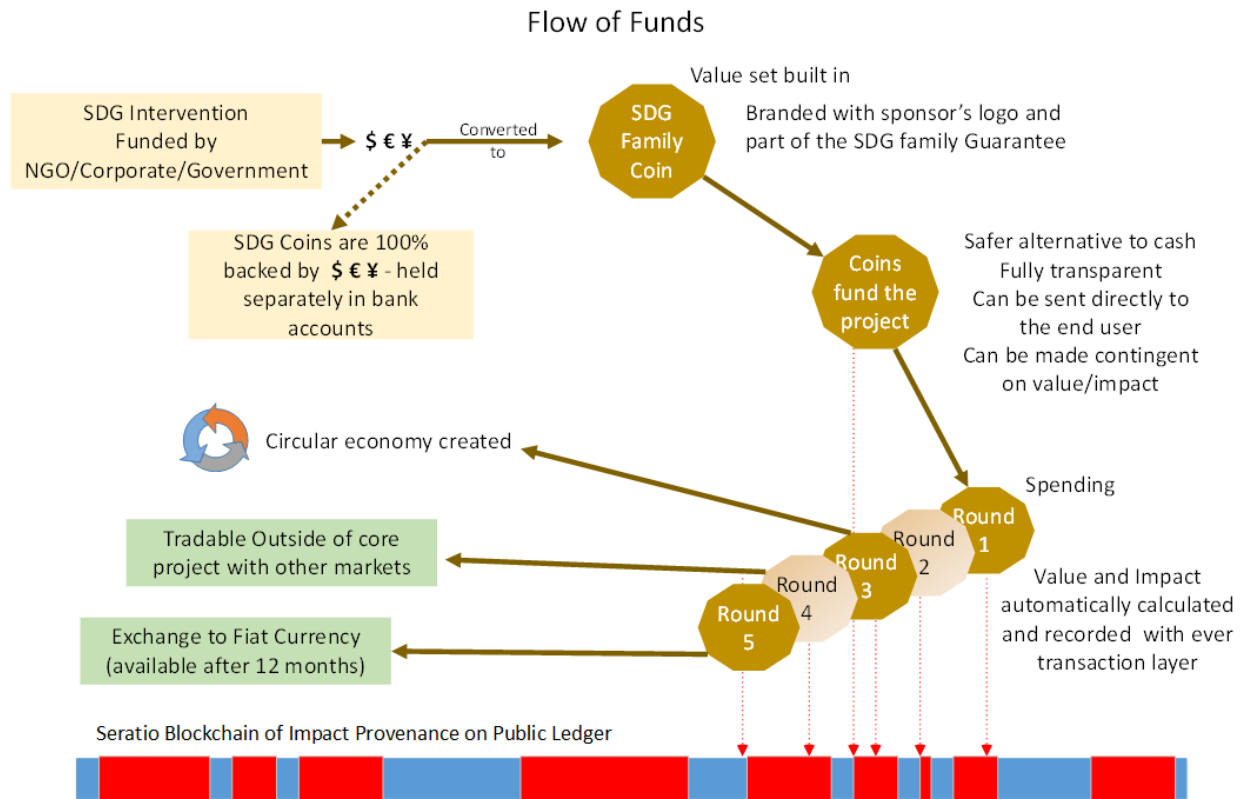 Flow of Funds
SDG Intervention
Funded by
NGO/Corporate/Government
$ € ¥
Converted
to
SDG
Family
Coin
Value set built in
Branded with sponsor's logo and
part of the SDG family Guarantee
SDG Coins are 100%
backed by $ € ¥ - held
separately in bank
accounts
Coins
fund the
project
Safer alternative to cash
Fully transparent
Can be sent directly to
the end user
Can be made contingent
on value/impact
Circular economy created
Spending
Round
1
Round
2
Round
3
Round
4
Round
5
Tradable Outside of core
project with other markets
Exchange to Fiat Currency
(available after 12 months)
Value and Impact
automatically calculated
and recorded with ever
transaction layer
Seratio Blockchain of Impact Provenance on Public Ledger